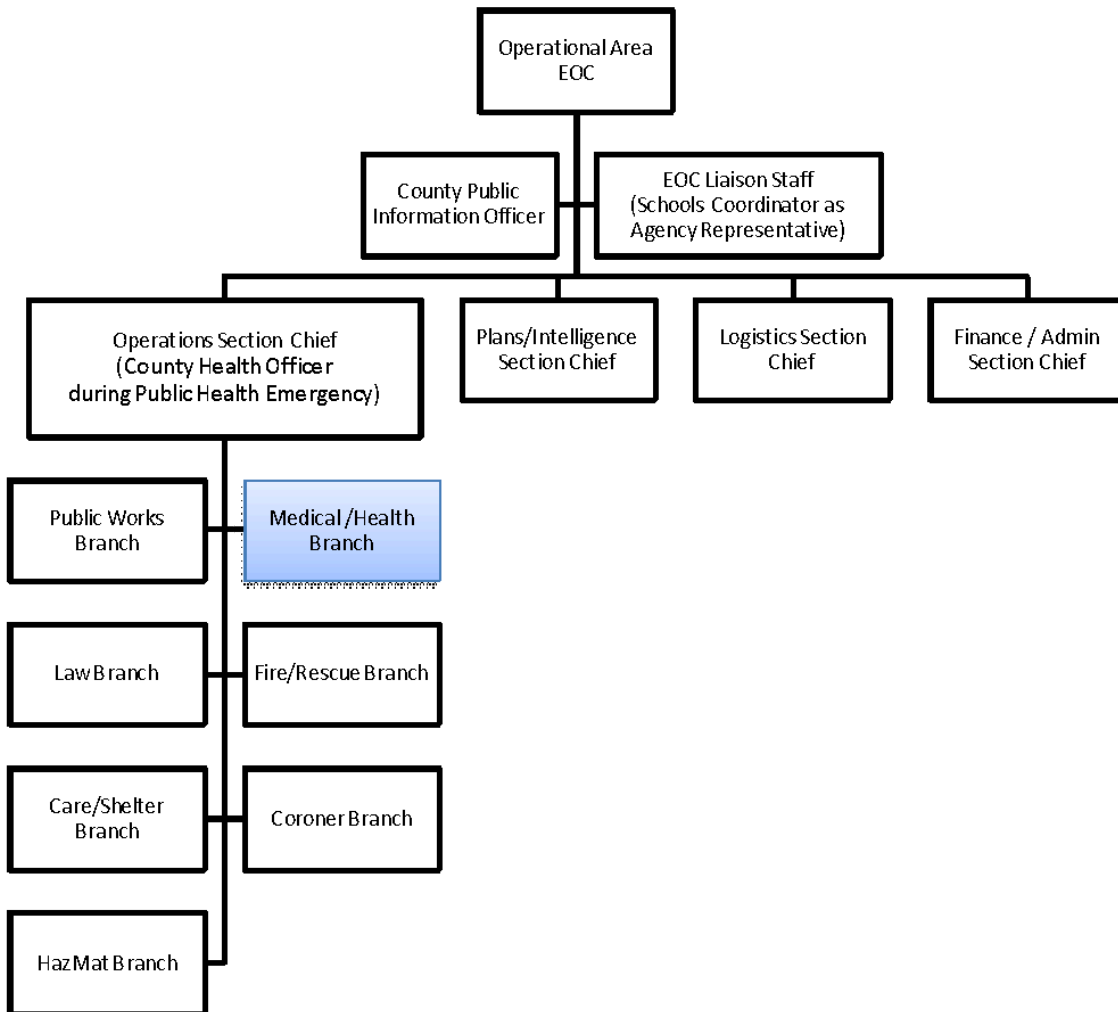 Operational Area
EOC
County Public
Information Officer
EOC Liaison Staff
(Schools Coordinator as
Agency Representative)
Operations Section Chief
(County Health Officer
during Public Health Emergency)
Plans/Intelligence
Section Chief
Logistics Section
Chief
Finance / Admin
Section Chief
Public Works
Branch
Medical /Health
Branch
Law Branch
Fire/Rescue Branch
Care/Shelter
Branch
Coroner Branch
HazMat Branch